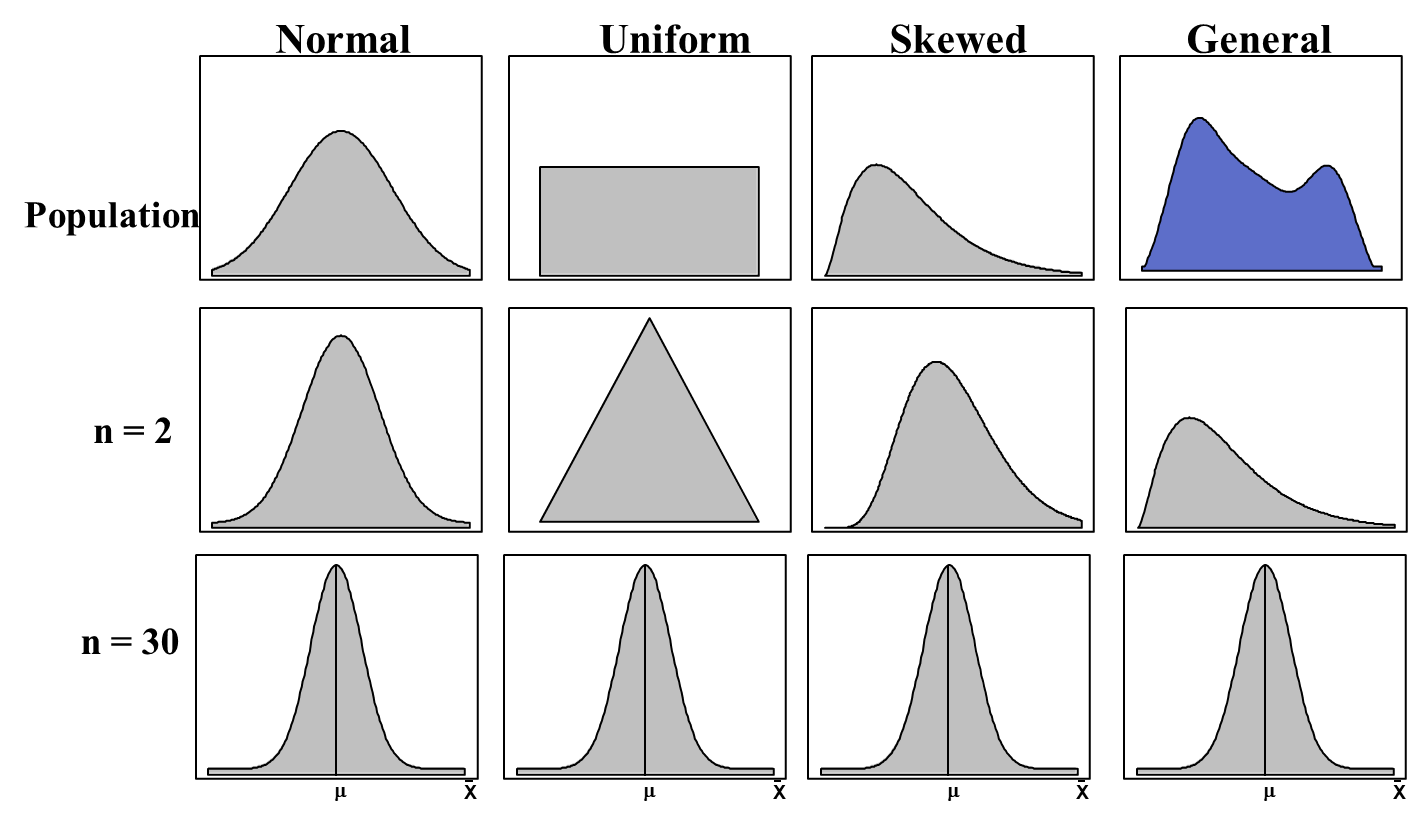 Normal Uniform Skewed General
Population
n = 2
n = 30
μ X̄ μ X̄ μ X̄ μ X̄